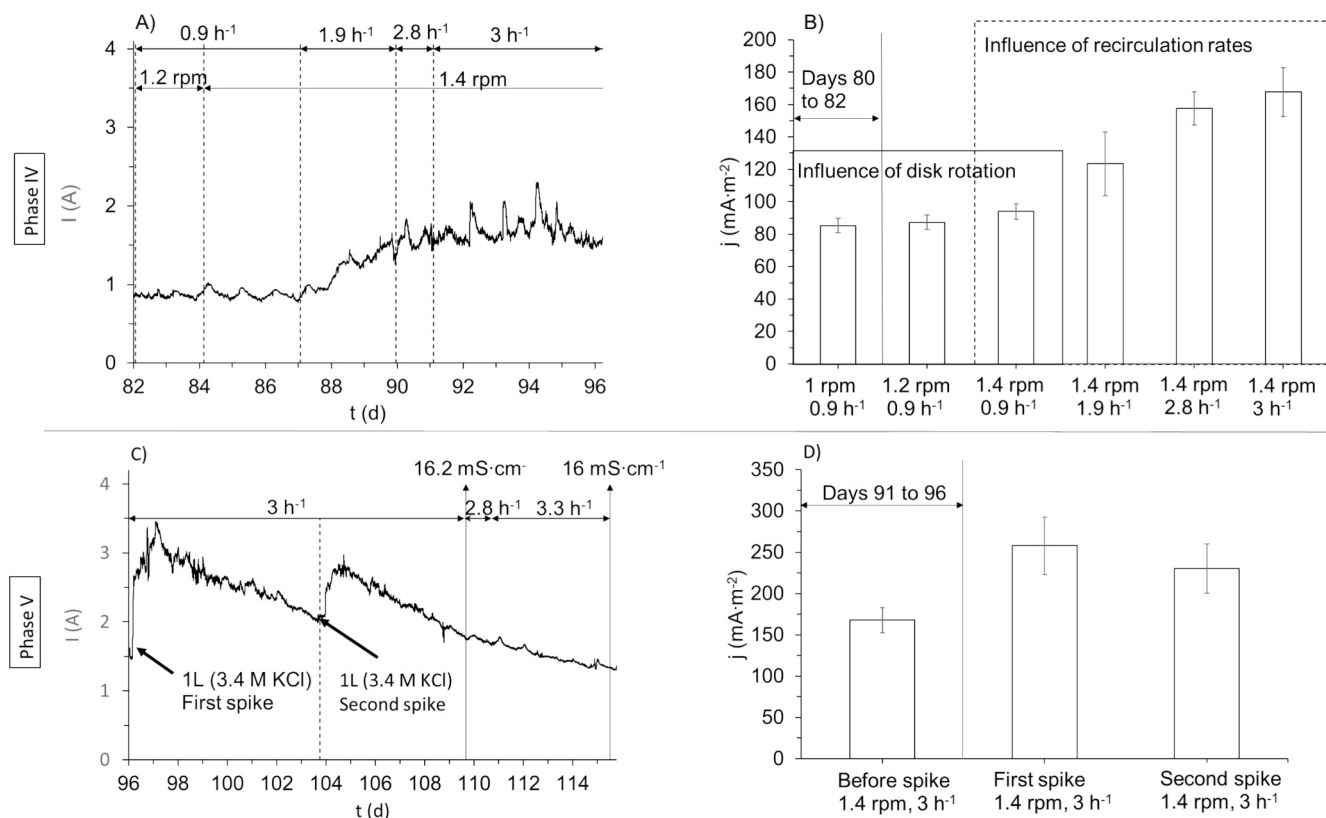 A)
0.9 h⁻¹
1.9 h⁻¹
2.8 h⁻¹
3 h⁻¹
1.2 rpm
1.4 rpm
4
3
2
1
0
I (A)
Phase IV
82 84 86 88 90 92 94 96
t (d)
B)
Influence of recirculation rates
Days 80
to 82
Influence of disk rotation
200
180
160
140
120
100
80
60
40
20
0
j (mA·m⁻²)
1 rpm 1.2 rpm 1.4 rpm 1.4 rpm 1.4 rpm 1.4 rpm
0.9 h⁻¹ 0.9 h⁻¹ 0.9 h⁻¹ 1.9 h⁻¹ 2.8 h⁻¹ 3 h⁻¹
C)
16.2 mS·cm⁻
16 mS·cm⁻¹
3 h⁻¹
2.8 h⁻¹
3.3 h⁻¹
4
3
2
1
0
I (A)
Phase V
1L (3.4 M KCl)
First spike
1L (3.4 M KCl)
Second spike
96 98 100 102 104 106 108 110 112 114
t (d)
D)
Days 91 to 96
350
300
250
200
150
100
50
0
j (mA·m⁻²)
Before spike First spike Second spike
1.4 rpm, 3 h⁻¹ 1.4 rpm, 3 h⁻¹ 1.4 rpm, 3 h⁻¹